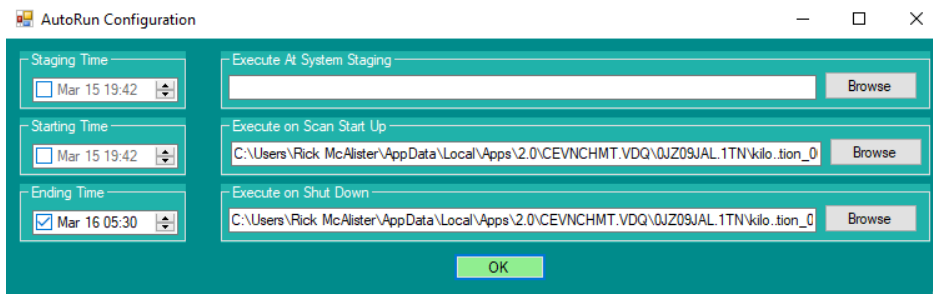 AutoRun Configuration
Staging Time
Execute At System Staging
Mar 15 19:42
Browse
Starting Time
Execute on Scan Start Up
Mar 15 19:42
C:\Users\Rick McAlister\AppData\Local\Apps\2.0\CEVNCHMT.VDQ\0JZ09JAL.1TN\kilo..tion_0
Browse
Ending Time
Execute on Shut Down
Mar 16 05:30
C:\Users\Rick McAlister\AppData\Local\Apps\2.0\CEVNCHMT.VDQ\0JZ09JAL.1TN\kilo..tion_0
Browse
OK